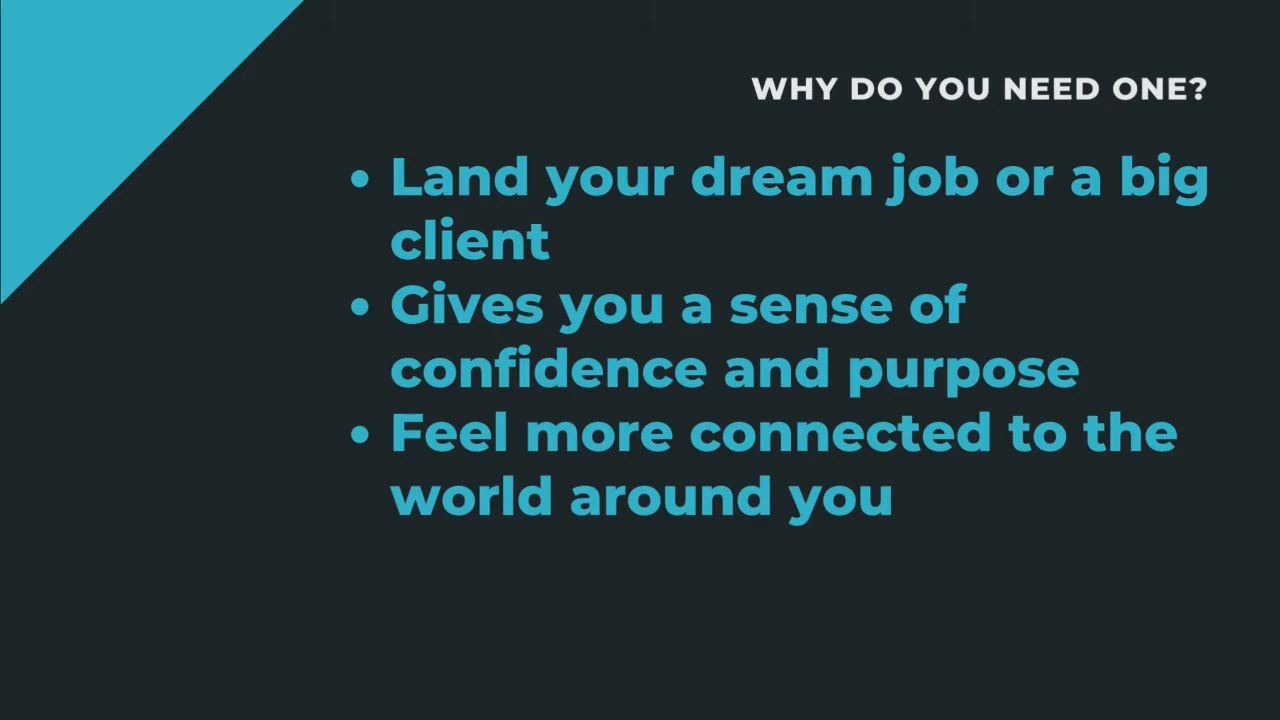 WHY DO YOU NEED ONE?
• Land your dream job or a big
client
• Gives you a sense of
confidence and purpose
• Feel more connected to the
world around you